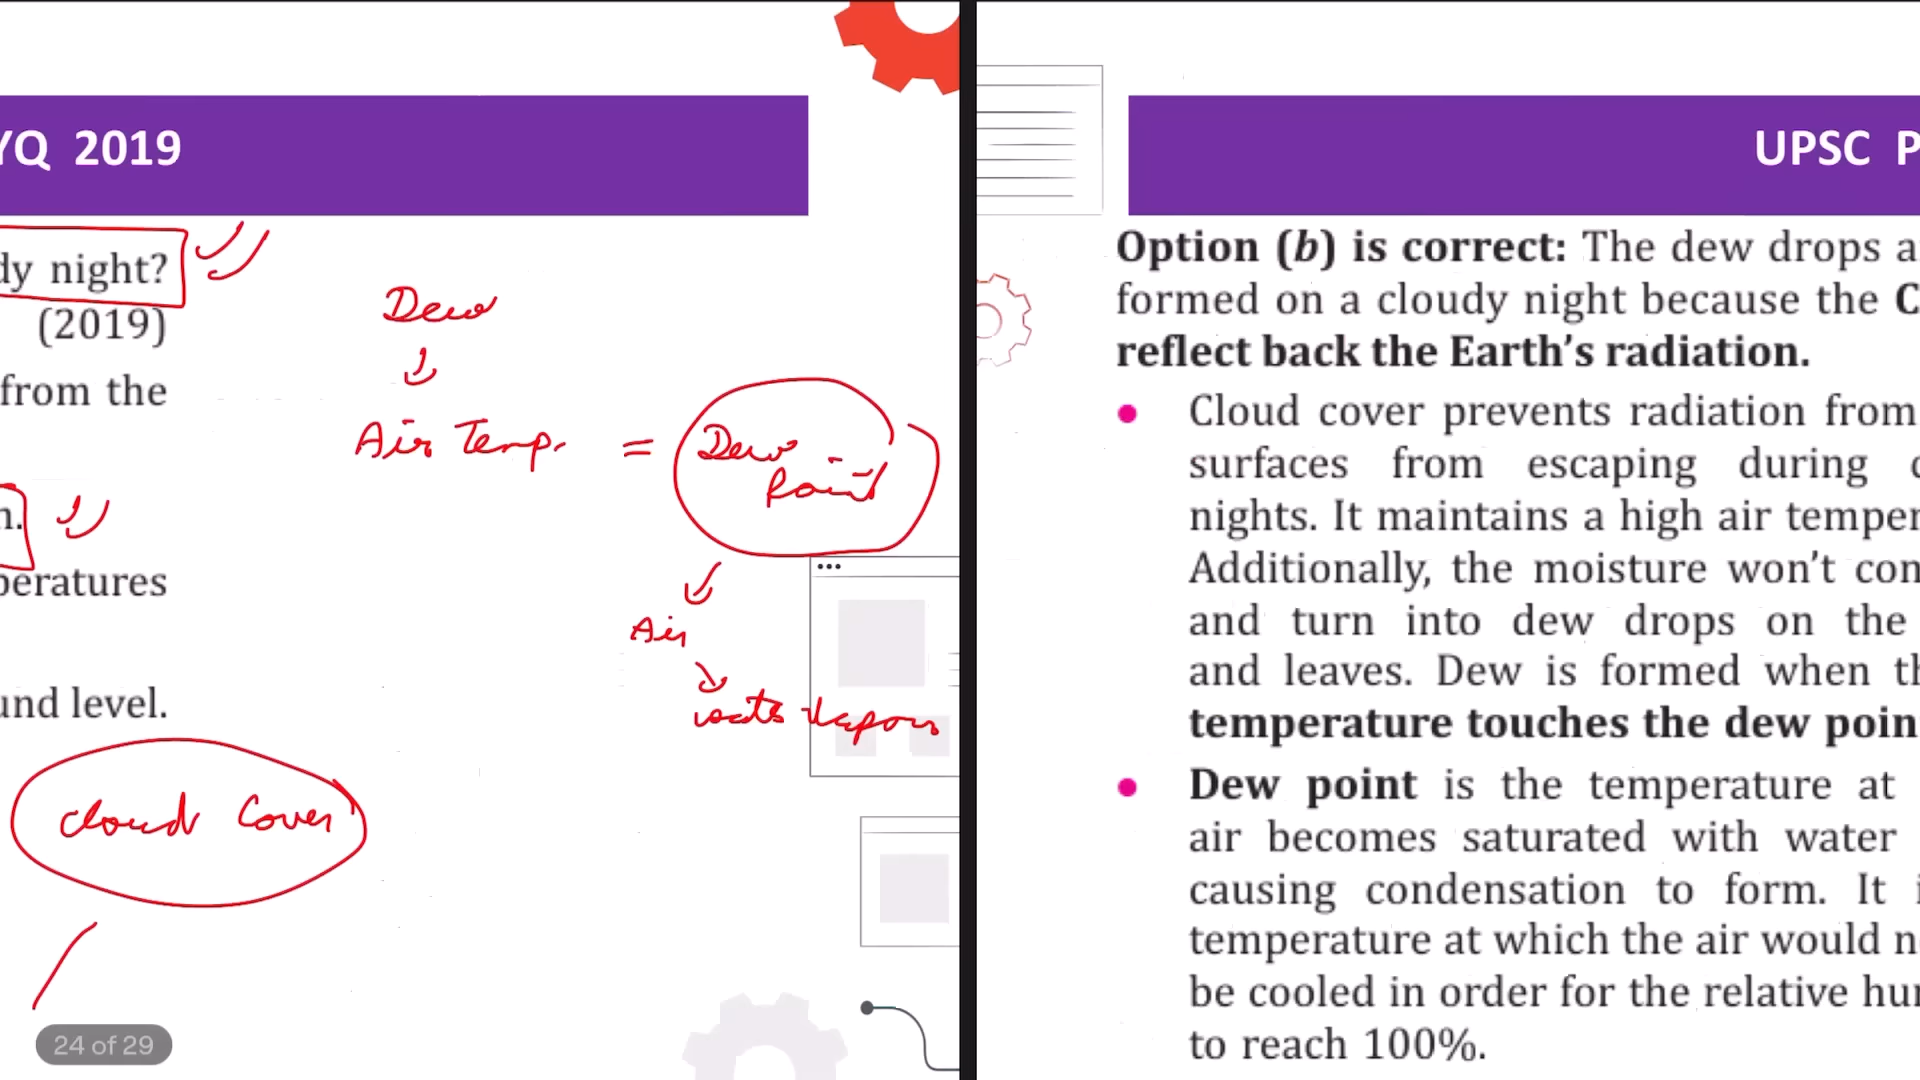 YQ 2019
dy night?
(2019)
from the
n.
peratures
und level.
Dew
Air Temp. = Dew Point
Air
water vapour
Cloud Cover
24 of 29
UPSC P
Option (b) is correct: The dew drops a
formed on a cloudy night because the C
reflect back the Earth’s radiation.
Cloud cover prevents radiation from
surfaces from escaping during c
nights. It maintains a high air temper
Additionally, the moisture won’t con
and turn into dew drops on the
and leaves. Dew is formed when th
temperature touches the dew poin
Dew point is the temperature at
air becomes saturated with water
causing condensation to form. It i
temperature at which the air would n
be cooled in order for the relative hum
to reach 100%.